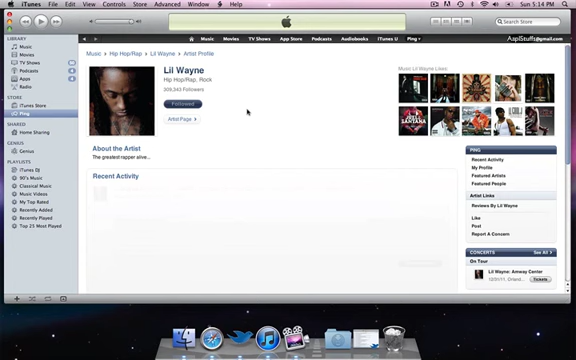 iTunes File Edit View Controls Store Advanced Window Help
Sun 5:14 PM
Search Store
LIBRARY
Music
Movies
TV Shows
Podcasts
Apps
Radio
STORE
iTunes Store
Ping
SHARED
Home Sharing
GENIUS
Genius
PLAYLISTS
iTunes DJ
90's Music
Classical Music
Music Videos
My Top Rated
Recently Added
Recently Played
Top 25 Most Played
Music Movies TV Shows App Store Podcasts Audiobooks iTunes U Ping
Music > Hip Hop/Rap > Lil Wayne > Artist Profile
Lil Wayne
Hip Hop/Rap, Rock
309,343 Followers
Followed
Artist Page >
Music Lil Wayne Likes
About the Artist
The greatest rapper alive...
Recent Activity
PING
Recent Activity
My Profile
Featured Artists
Featured People
Artist Links
Reviews By Lil Wayne
Like
Post
Report A Concern
CONCERTS
See All >
On Tour
Lil Wayne: Amway Center
Tickets